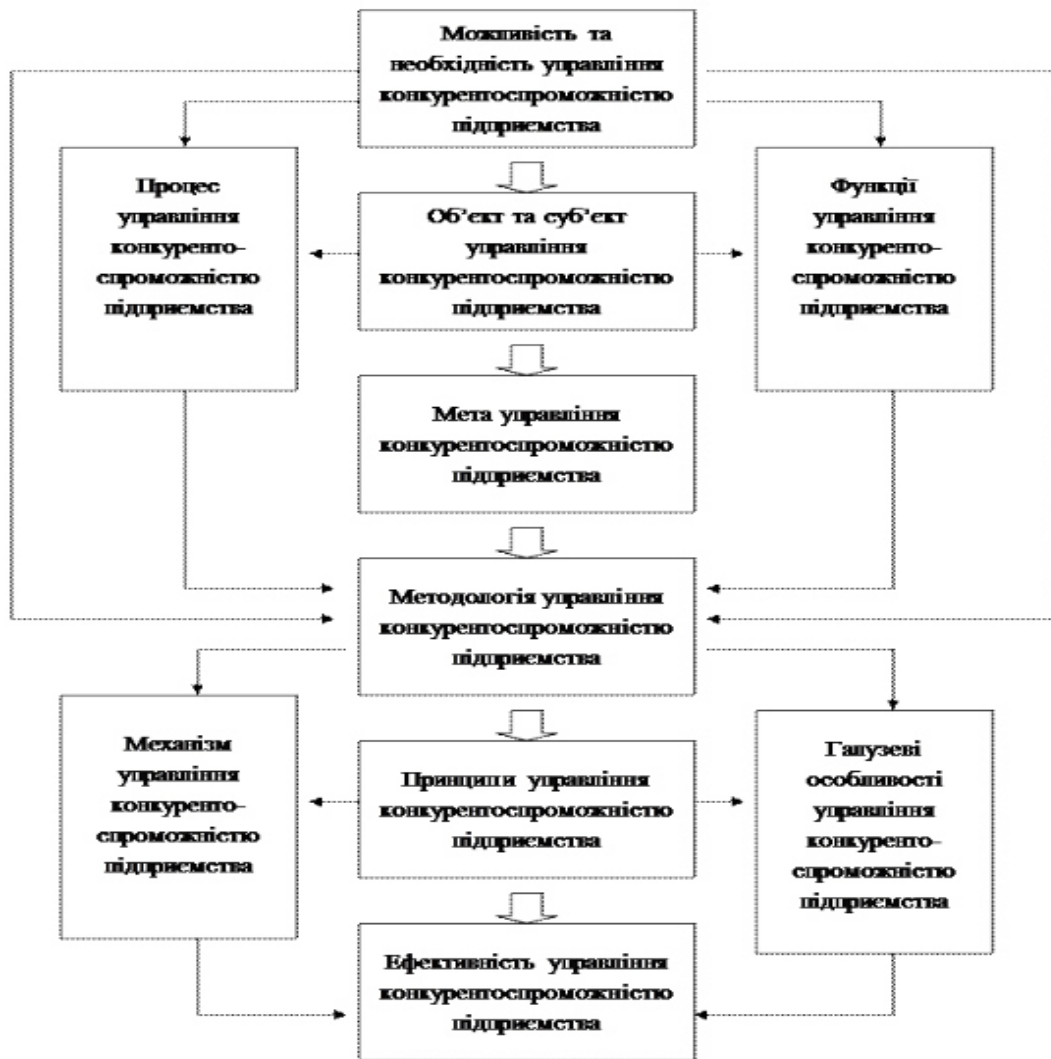 Можливість та
необхідність управління
конкурентоспроможністю
підприємства
Процес
управління
конкуренто-
спроможністю
підприємства
Об’єкт та суб’єкт
управління
конкурентоспроможністю
підприємства
Функції
управління
конкуренто-
спроможністю
підприємства
Мета управління
конкурентоспроможністю
підприємства
Методологія управління
конкурентоспроможністю
підприємства
Механізм
управління
конкуренто-
спроможністю
підприємства
Принципи управління
конкурентоспроможністю
підприємства
Галузеві
особливості
управління
конкуренто-
спроможністю
підприємства
Ефективність управління
конкурентоспроможністю
підприємства